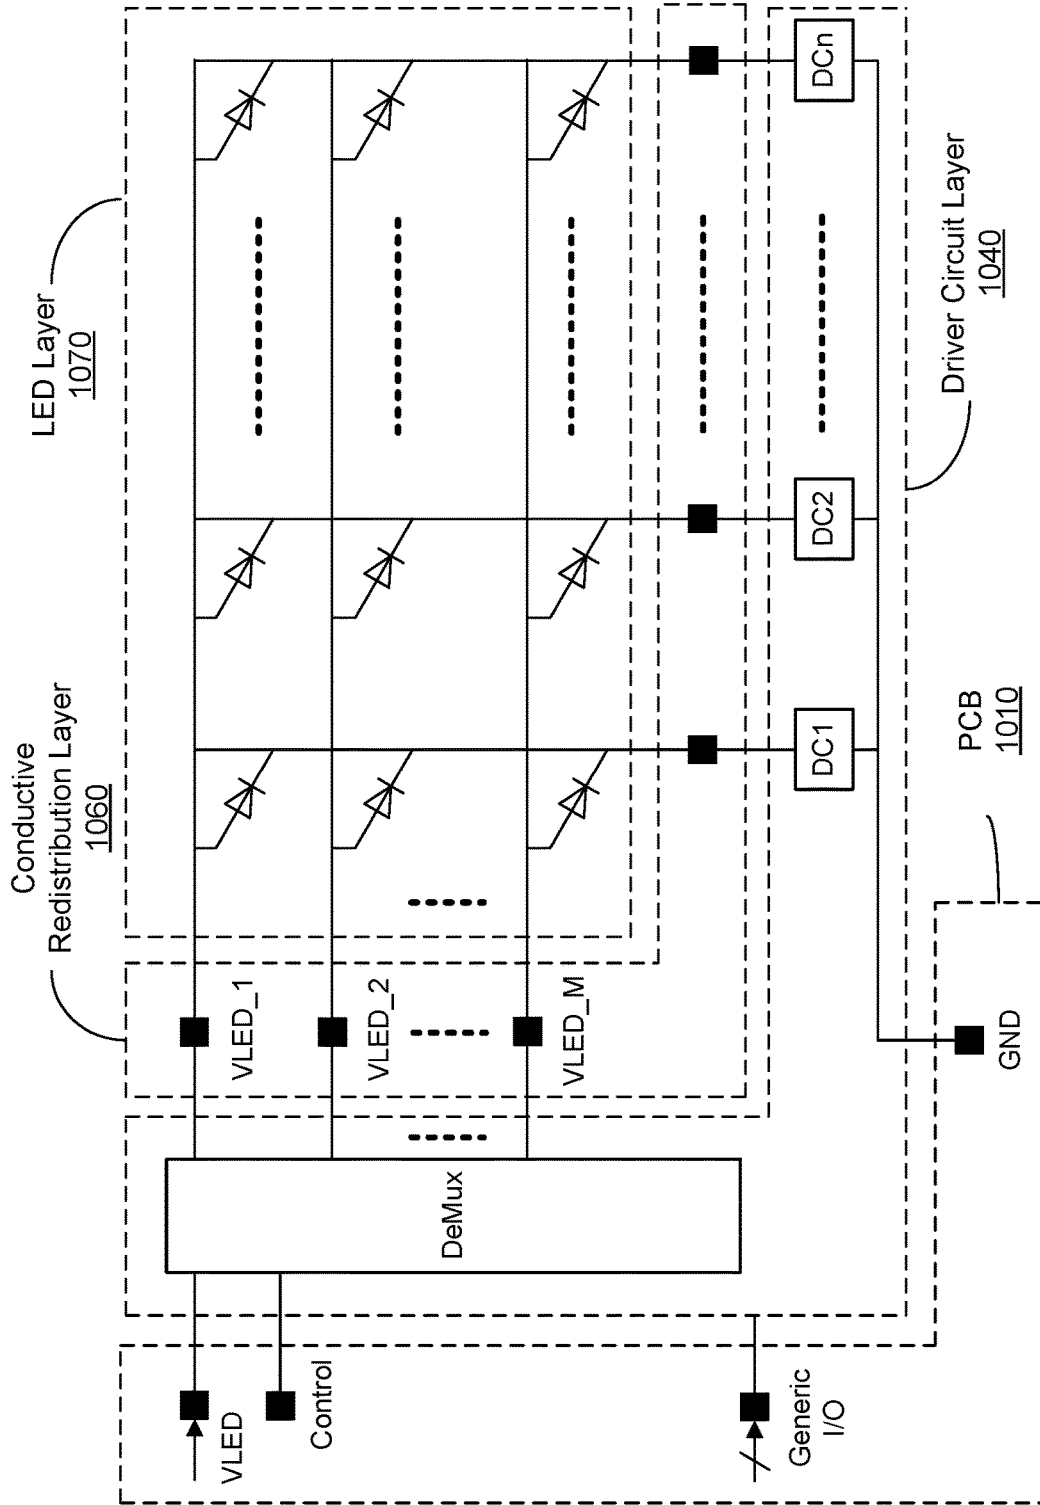 LED Layer
1070
Conductive
Redistribution Layer
1060
VLED_1
VLED_2
VLED_M
DeMux
VLED
Control
Generic
I/O
DC1
DC2
DCn
Driver Circuit Layer
1040
PCB
1010
GND